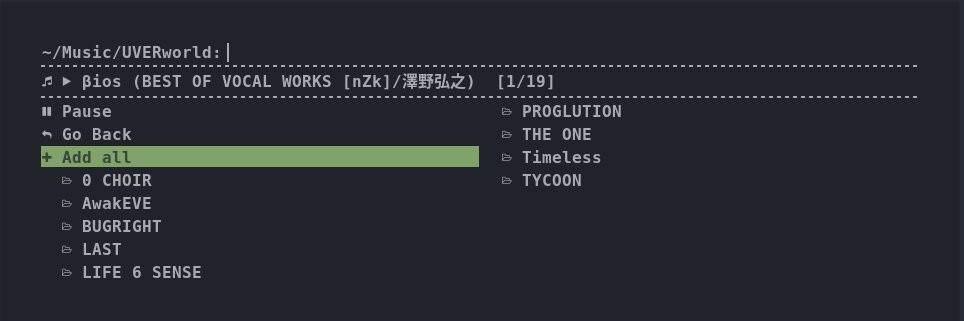 ~/Music/UVERworld:
βios (BEST OF VOCAL WORKS [nZk]/澤野弘之) [1/19]
Pause
Go Back
Add all
0 CHOIR
AwakEVE
BUGRIGHT
LAST
LIFE 6 SENSE
PROGLUTION
THE ONE
Timeless
TYCOON